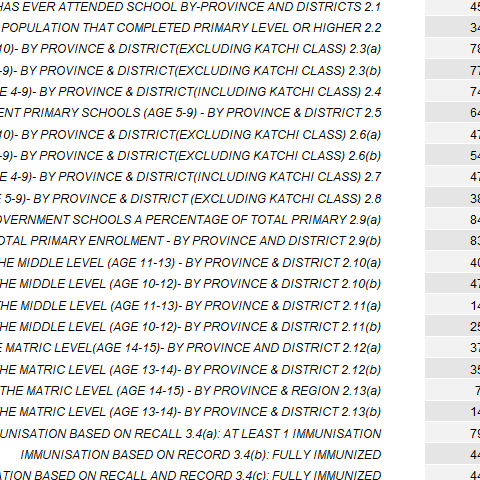 HAS EVER ATTENDED SCHOOL BY-PROVINCE AND DISTRICTS 2.1 45
POPULATION THAT COMPLETED PRIMARY LEVEL OR HIGHER 2.2 34
10)- BY PROVINCE & DISTRICT(EXCLUDING KATCHI CLASS) 2.3(a) 78
-9)- BY PROVINCE & DISTRICT(EXCLUDING KATCHI CLASS) 2.3(b) 77
E 4-9)- BY PROVINCE & DISTRICT(INCLUDING KATCHI CLASS) 2.4 74
ENT PRIMARY SCHOOLS (AGE 5-9) - BY PROVINCE & DISTRICT 2.5 64
10)- BY PROVINCE & DISTRICT(EXCLUDING KATCHI CLASS) 2.6(a) 47
-9)- BY PROVINCE & DISTRICT(EXCLUDING KATCHI CLASS) 2.6(b) 54
E 4-9)- BY PROVINCE & DISTRICT(INCLUDING KATCHI CLASS) 2.7 47
5-9)- BY PROVINCE & DISTRICT (EXCLUDING KATCHI CLASS) 2.8 38
OVERNMENT SCHOOLS A PERCENTAGE OF TOTAL PRIMARY 2.9(a) 84
OTAL PRIMARY ENROLMENT - BY PROVINCE AND DISTRICT 2.9(b) 83
HE MIDDLE LEVEL (AGE 11-13) - BY PROVINCE & DISTRICT 2.10(a) 40
HE MIDDLE LEVEL (AGE 10-12)- BY PROVINCE & DISTRICT 2.10(b) 47
THE MIDDLE LEVEL (AGE 11-13)- BY PROVINCE & DISTRICT 2.11(a) 14
HE MIDDLE LEVEL (AGE 10-12)- BY PROVINCE & DISTRICT 2.11(b) 25
E MATRIC LEVEL(AGE 14-15)- BY PROVINCE AND DISTRICT 2.12(a) 37
HE MATRIC LEVEL (AGE 13-14)- BY PROVINCE & DISTRICT 2.12(b) 35
THE MATRIC LEVEL (AGE 14-15) - BY PROVINCE & REGION 2.13(a) 7
HE MATRIC LEVEL (AGE 13-14)- BY PROVINCE & DISTRICT 2.13(b) 14
UNISATION BASED ON RECALL 3.4(a): AT LEAST 1 IMMUNISATION 79
IMMUNISATION BASED ON RECORD 3.4(b): FULLY IMMUNIZED 44
ATION BASED ON RECALL AND RECORD 3.4(c): FULLY IMMUNIZED 44